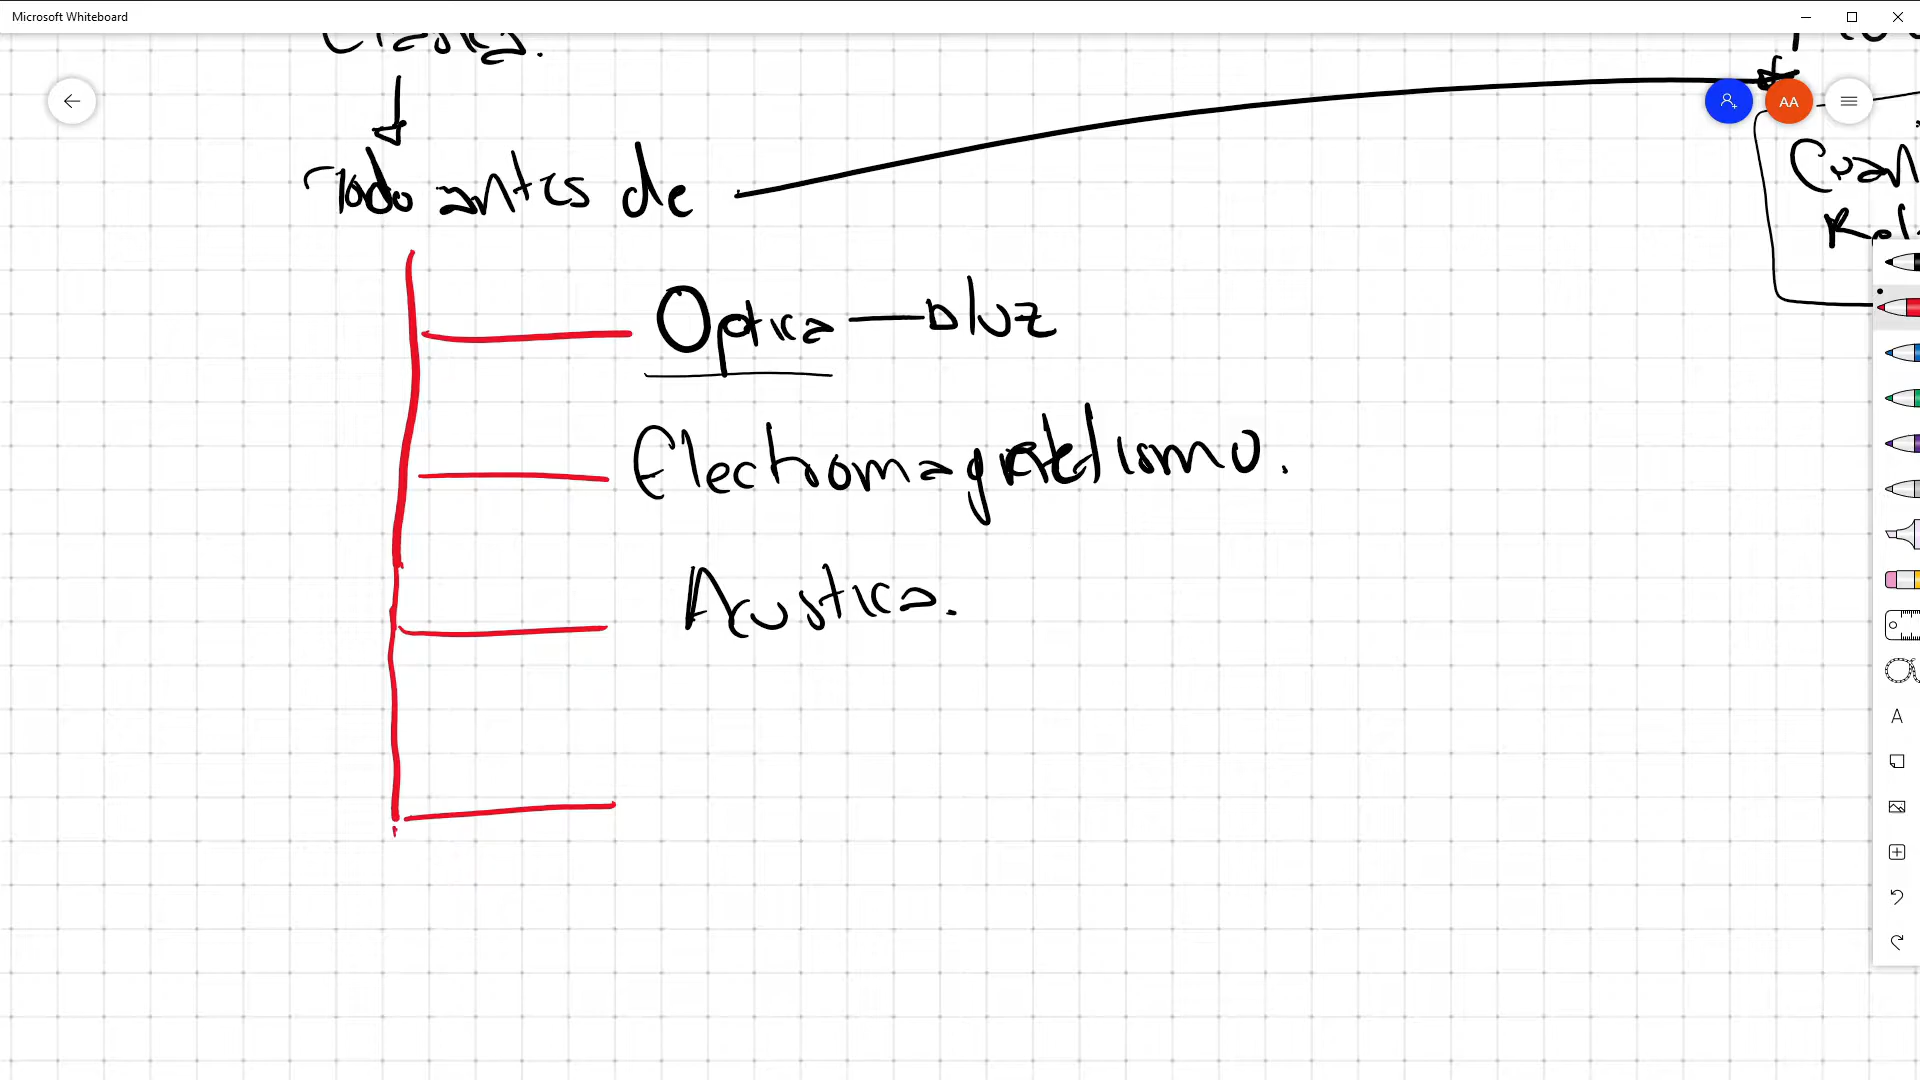 Microsoft Whiteboard
AA
Todo antes de
Optica → luz
Electromagnetismo.
Acustica.
A